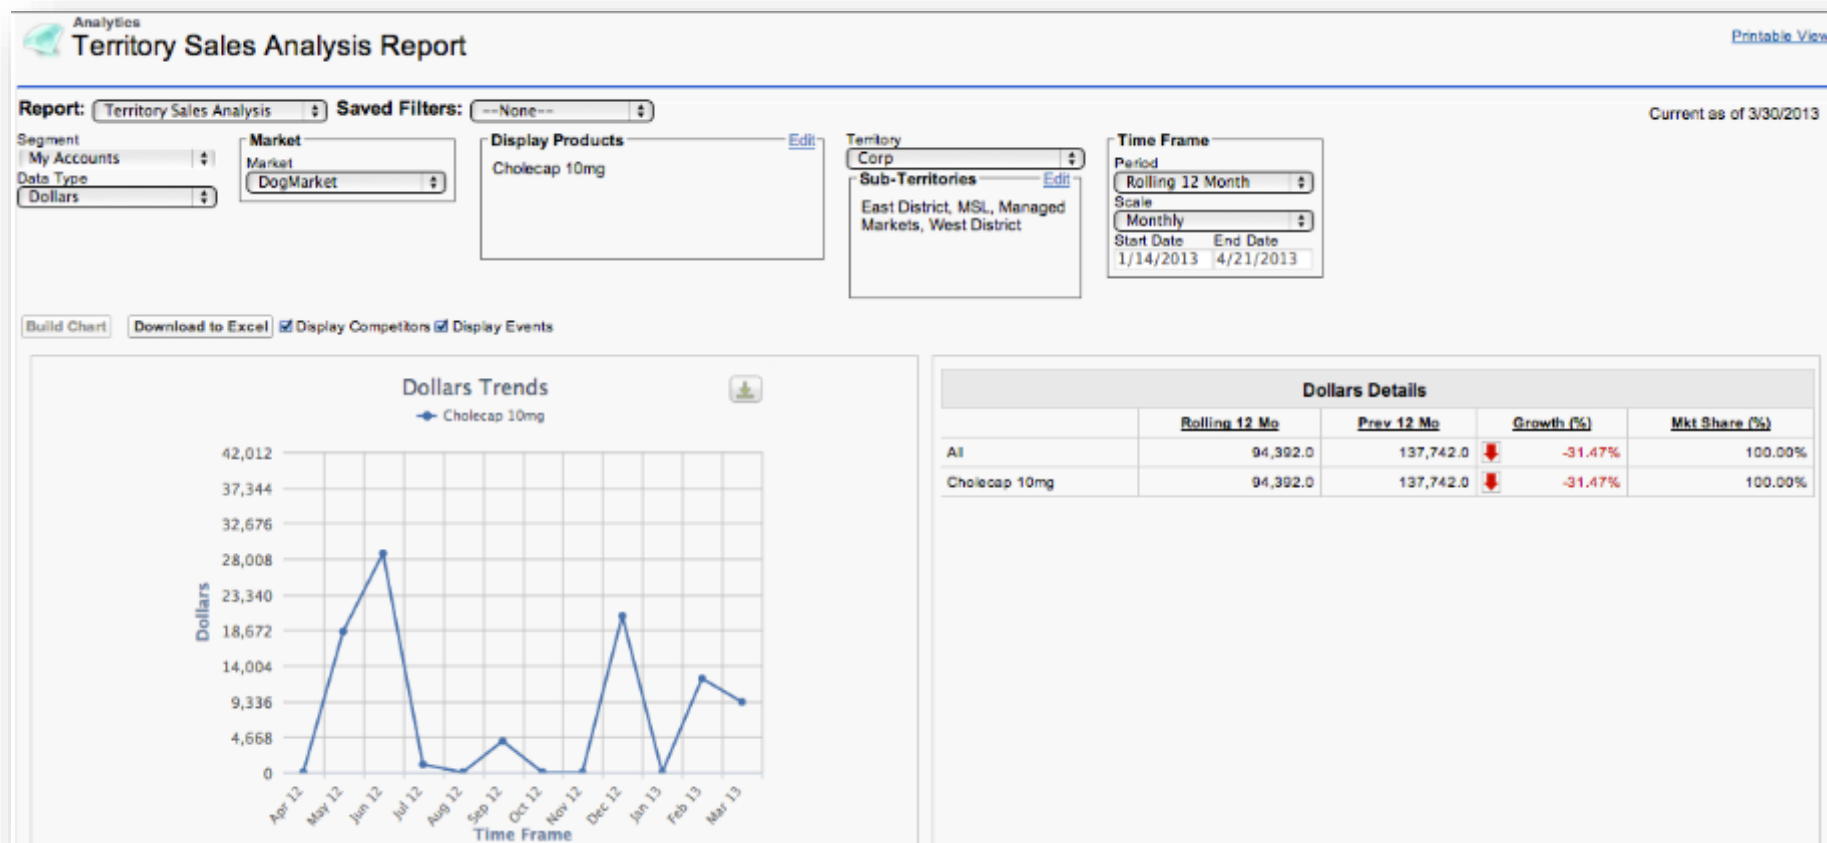 Analytics
Territory Sales Analysis Report
Printable View
Report: Territory Sales Analysis Saved Filters: --None--
Current as of 3/30/2013
Segment
My Accounts
Data Type
Dollars
Market
Market
DogMarket
Display Products Edit
Cholecap 10mg
Territory
Corp
Sub-Territories Edit
East District, MSL, Managed
Markets, West District
Time Frame
Period
Rolling 12 Month
Scale
Monthly
Start Date End Date
1/14/2013 4/21/2013
Build Chart Download to Excel Display Competitors Display Events
Dollars Trends
Cholecap 10mg
42,012
37,344
32,676
28,008
23,340
18,672
14,004
9,336
4,668
0
Dollars
Apr 12 May 12 Jun 12 Jul 12 Aug 12 Sep 12 Oct 12 Nov 12 Dec 12 Jan 13 Feb 13 Mar 13
Time Frame
Dollars Details
Rolling 12 Mo Prev 12 Mo Growth (%) Mkt Share (%)
All 94,392.0 137,742.0 -31.47% 100.00%
Cholecap 10mg 94,392.0 137,742.0 -31.47% 100.00%